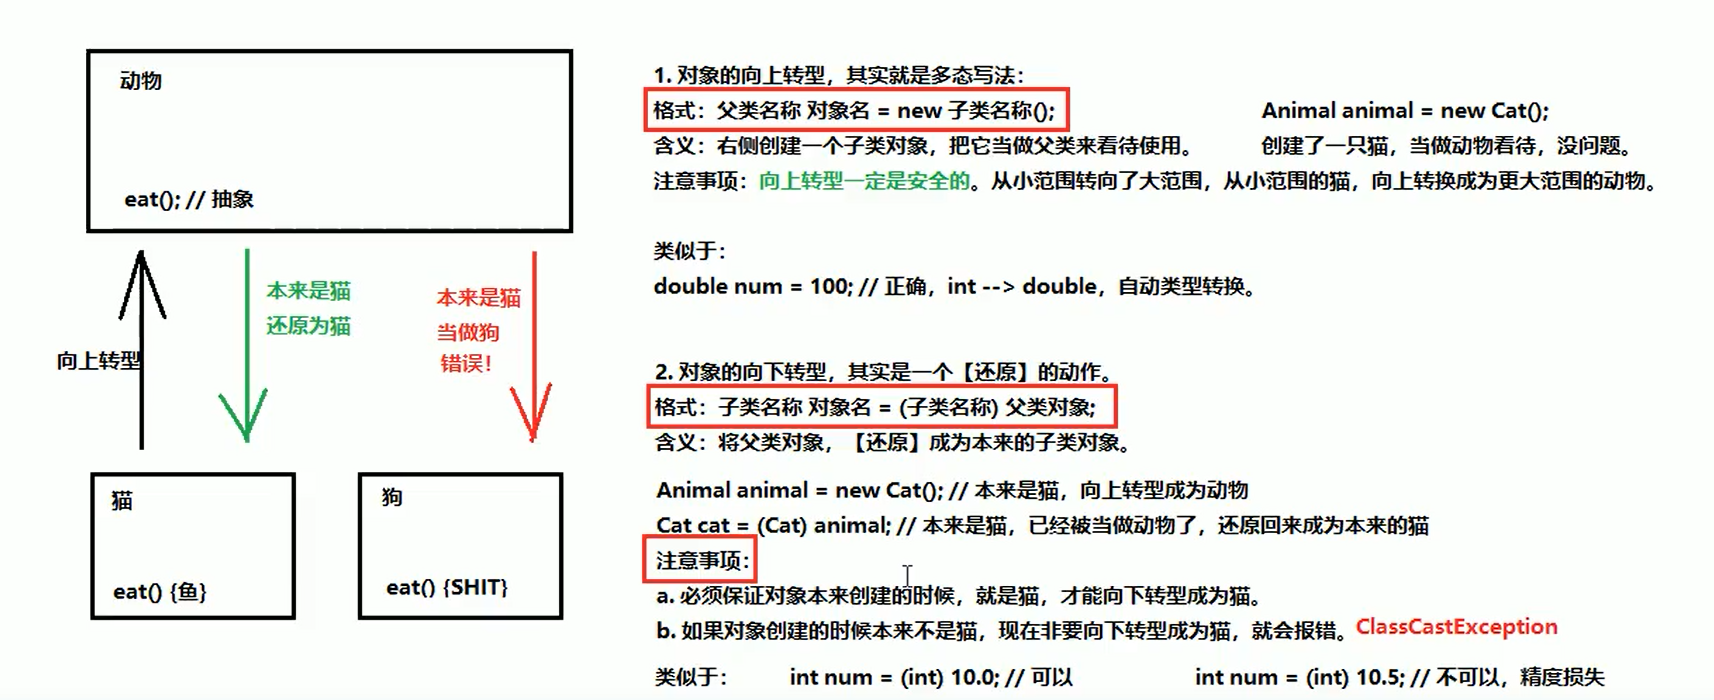 动物
eat(); // 抽象
向上转型
本来是猫
还原为猫
本来是猫
当做狗
错误！
猫
eat() {鱼}
狗
eat() {SHIT}
1. 对象的向上转型，其实就是多态写法：
格式：父类名称 对象名 = new 子类名称();
Animal animal = new Cat();
含义：右侧创建一个子类对象，把它当做父类来看待使用。
创建了一只猫，当做动物看待，没问题。
注意事项：向上转型一定是安全的。从小范围转向了大范围，从小范围的猫，向上转换成为更大范围的动物。
类似于：
double num = 100; // 正确，int --> double，自动类型转换。
2. 对象的向下转型，其实是一个【还原】的动作。
格式：子类名称 对象名 = (子类名称) 父类对象;
含义：将父类对象，【还原】成为本来的子类对象。
Animal animal = new Cat(); // 本来是猫，向上转型成为动物
Cat cat = (Cat) animal; // 本来是猫，已经被当做动物了，还原回来成为本来的猫
注意事项：
a. 必须保证对象本来创建的时候，就是猫，才能向下转型成为猫。
b. 如果对象创建的时候本来不是猫，现在非要向下转型成为猫，就会报错。ClassCastException
类似于： int num = (int) 10.0; // 可以 int num = (int) 10.5; // 不可以，精度损失